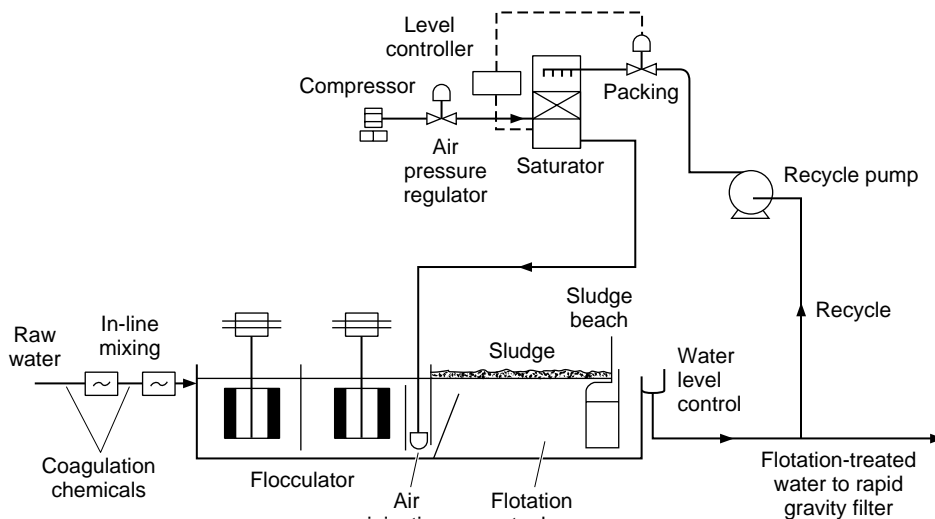 Level
controller
Compressor
Packing
Air
pressure
regulator
Saturator
Recycle pump
Recycle
Sludge
beach
Raw
water
In-line
mixing
Sludge
Water
level
control
Coagulation
chemicals
Flocculator
Air
Flotation
Flotation-treated
water to rapid
gravity filter